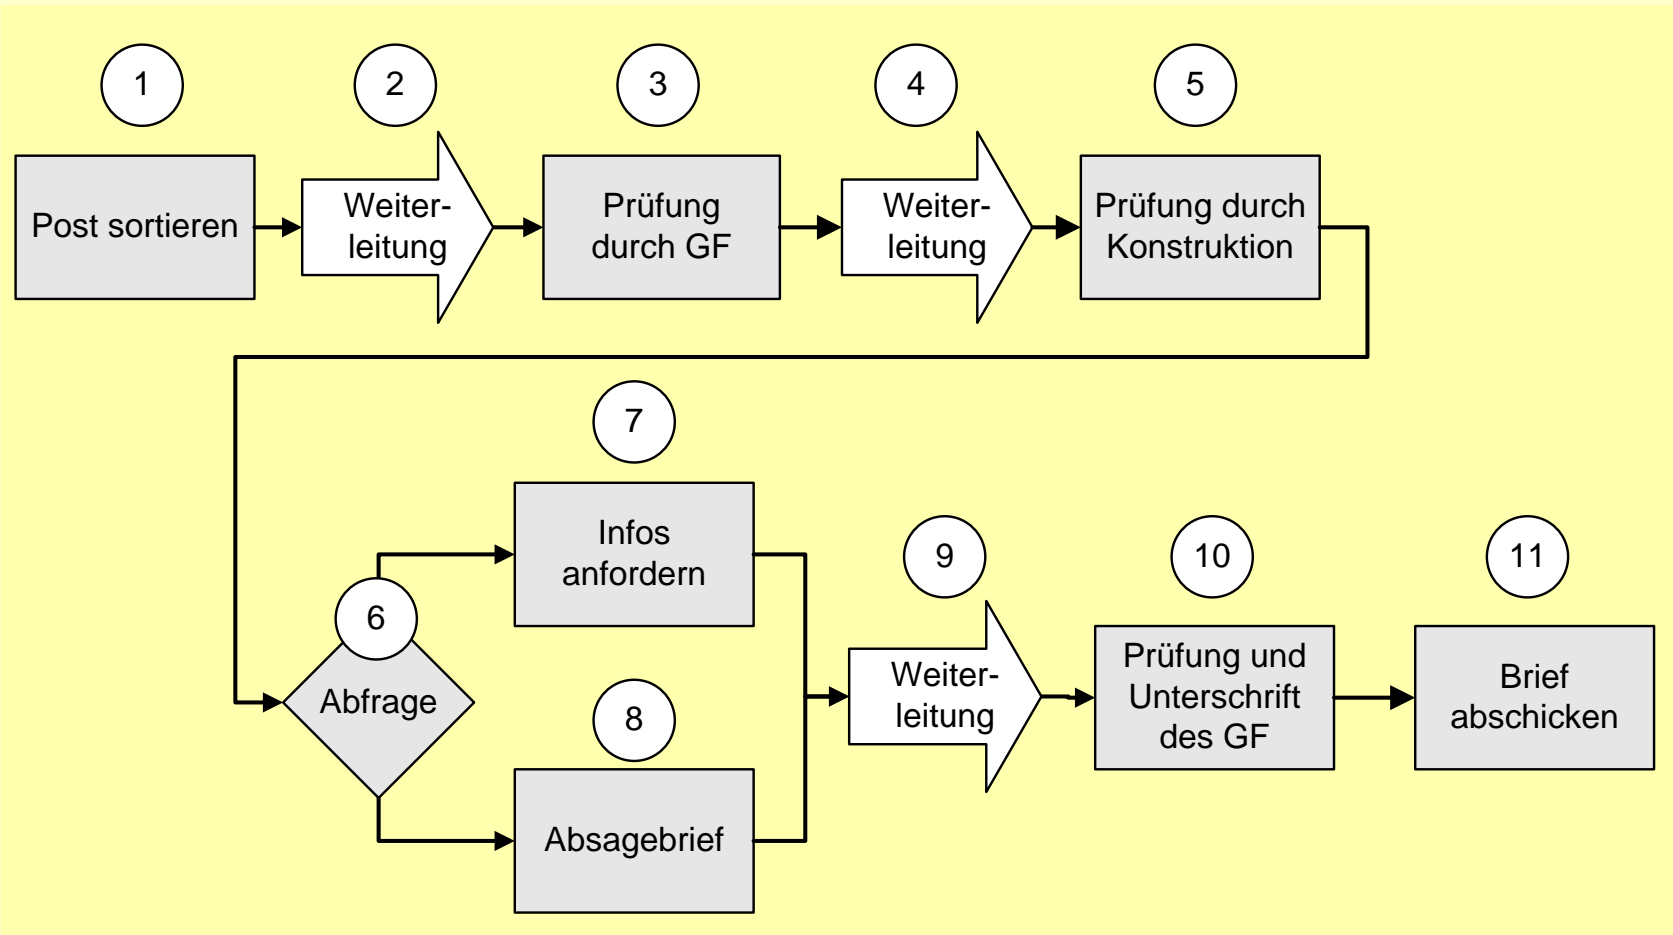 1
2
3
4
5
Post sortieren
Weiter-
leitung
Prüfung
durch GF
Weiter-
leitung
Prüfung durch
Konstruktion
6
Abfrage
7
Infos
anfordern
8
Absagebrief
9
Weiter-
leitung
10
Prüfung und
Unterschrift
des GF
11
Brief
abschicken